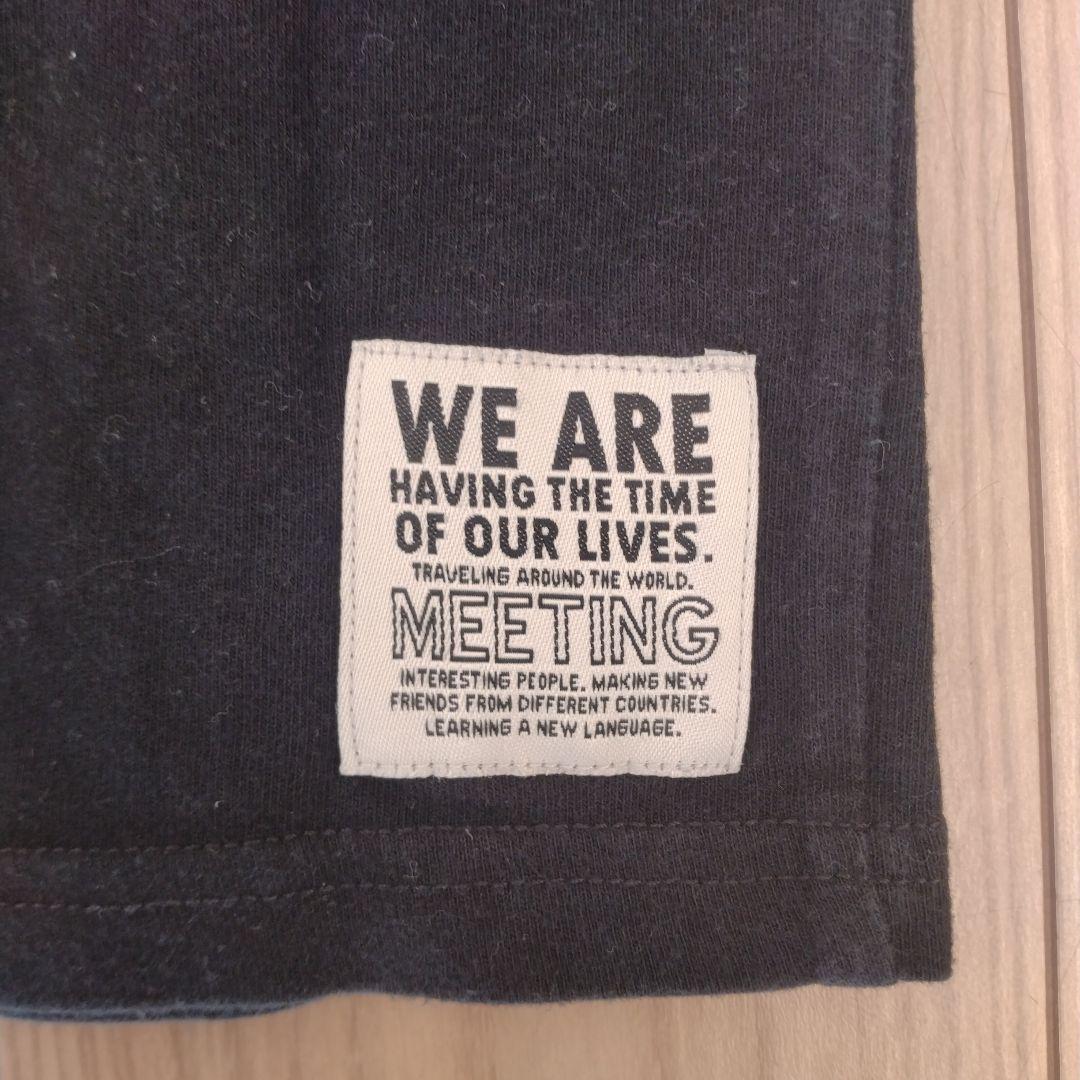 WE ARE
HAVING THE TIME
OF OUR LIVES.
TRAVELING AROUND THE WORLD.
MEETING
INTERESTING PEOPLE. MAKING NEW
FRIENDS FROM DIFFERENT COUNTRIES.
LEARNING A NEW LANGUAGE.